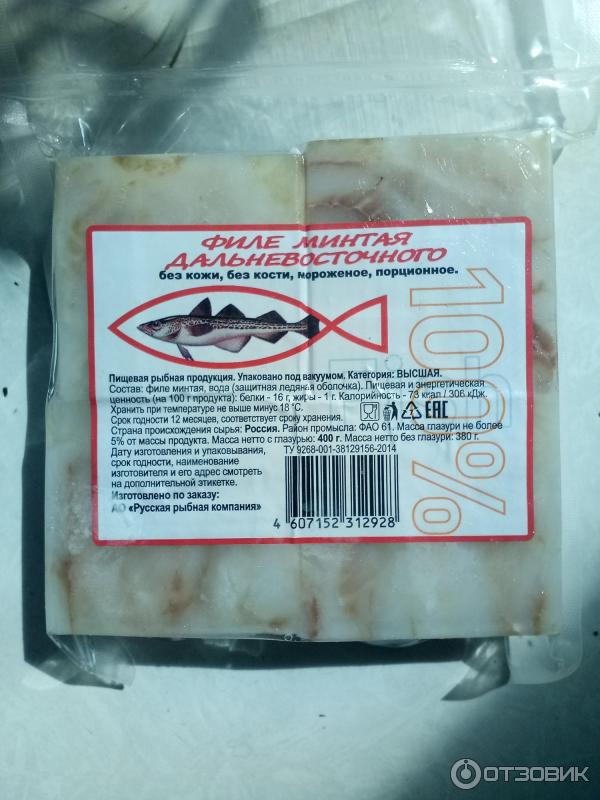 ФИЛЕ МИНТАЯ
ДАЛЬНЕВОСТОЧНОГО
без кожи, без кости, мороженое, порционное.
100%
Пищевая рыбная продукция. Упаковано под вакуумом. Категория: ВЫСШАЯ.
Состав: филе минтая, вода (защитная ледяная оболочка). Пищевая и энергетическая
ценность (на 100 г продукта): белки - 16 г, жиры - 1 г. Калорийность - 73 ккал / 306 кДж.
Хранить при температуре не выше минус 18 °С.
Срок годности 12 месяцев, соответствует сроку хранения.
EAC
Страна происхождения сырья: Россия. Район промысла: ФАО 61. Масса глазури не более
5% от массы продукта. Масса нетто с глазурью: 400 г. Масса нетто без глазури: 380 г.
Дату изготовления и упаковывания,
срок годности, наименование
изготовителя и его адрес смотреть
на дополнительной этикетке.
Изготовлено по заказу:
АО «Русская рыбная компания»
ТУ 9268-001-38129156-2014
4 607152 312928
ОТЗОВИК